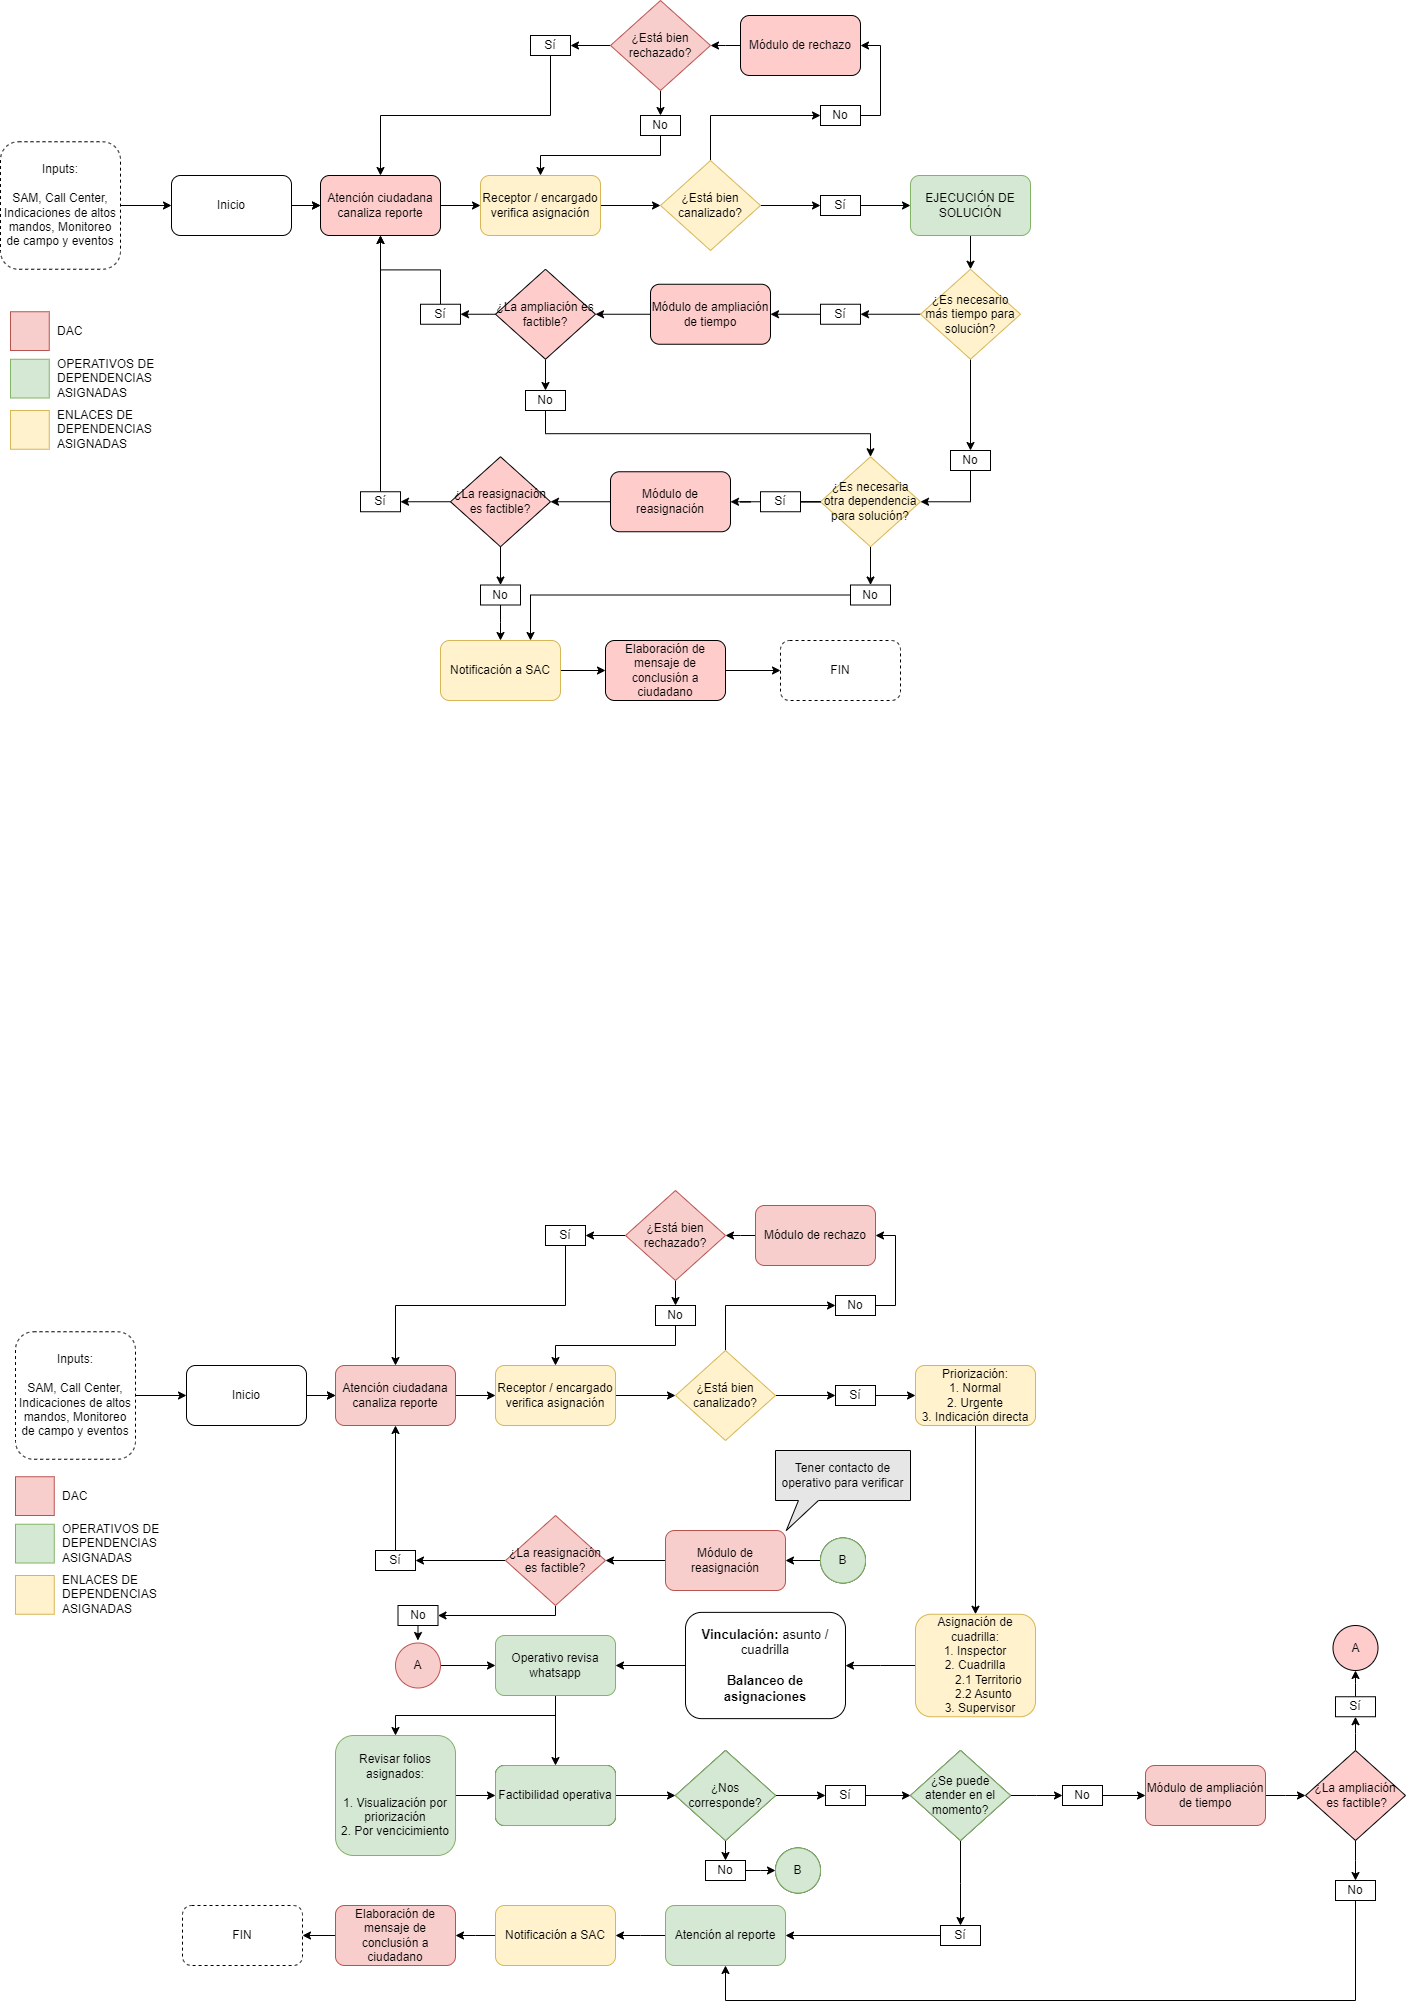 ¿Está bien
rechazado?
Sí
Módulo de rechazo
No
No
Inputs:
SAM, Call Center,
Indicaciones de altos
mandos, Monitoreo
de campo y eventos
Inicio
Atención ciudadana
canaliza reporte
Receptor / encargado
verifica asignación
¿Está bien
canalizado?
Sí
EJECUCIÓN DE
SOLUCIÓN
¿Es necesario
más tiempo para
solución?
Sí
Módulo de ampliación
de tiempo
¿La ampliación es
factible?
Sí
No
DAC
OPERATIVOS DE
DEPENDENCIAS
ASIGNADAS
ENLACES DE
DEPENDENCIAS
ASIGNADAS
No
¿Es necesaria
otra dependencia
para solución?
Sí
Módulo de
reasignación
¿La reasignación
es factible?
Sí
No
No
Notificación a SAC
Elaboración de
mensaje de
conclusión a
ciudadano
FIN
¿Está bien
rechazado?
Sí
Módulo de rechazo
No
No
Inputs:
SAM, Call Center,
Indicaciones de altos
mandos, Monitoreo
de campo y eventos
Inicio
Atención ciudadana
canaliza reporte
Receptor / encargado
verifica asignación
¿Está bien
canalizado?
Sí
Priorización:
1. Normal
2. Urgente
3. Indicación directa
Tener contacto de
operativo para verificar
DAC
OPERATIVOS DE
DEPENDENCIAS
ASIGNADAS
ENLACES DE
DEPENDENCIAS
ASIGNADAS
Sí
¿La reasignación
es factible?
Módulo de
reasignación
B
No
A
Operativo revisa
whatsapp
Vinculación: asunto /
cuadrilla
Balanceo de
asignaciones
Asignación de
cuadrilla:
1. Inspector
2. Cuadrilla
2.1 Territorio
2.2 Asunto
3. Supervisor
A
Sí
Revisar folios
asignados:
1. Visualización por
priorización
2. Por vencicimiento
Factibilidad operativa
¿Nos
corresponde?
Sí
¿Se puede
atender en el
momento?
No
Módulo de ampliación
de tiempo
¿La ampliación
es factible?
No
B
No
FIN
Elaboración de
mensaje de
conclusión a
ciudadano
Notificación a SAC
Atención al reporte
Sí